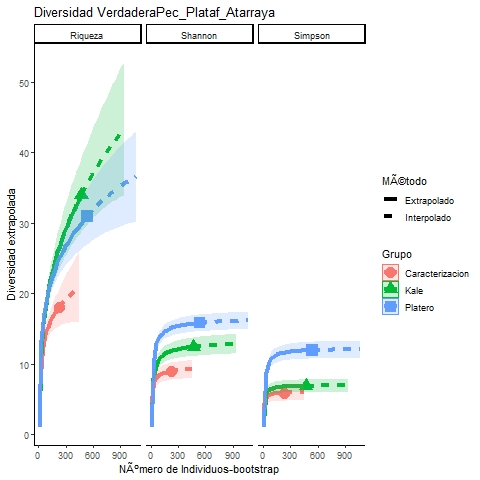 Diversidad VerdaderaPec_Plataf_Atarraya
Riqueza Shannon Simpson
Diversidad extrapolada
50
40
30
20
10
0
0 300 600 900 0 300 600 900 0 300 600 900
NÃºmero de Individuos-bootstrap
MÃ©todo
Extrapolado
Interpolado
Grupo
Caracterizacion
Kale
Platero